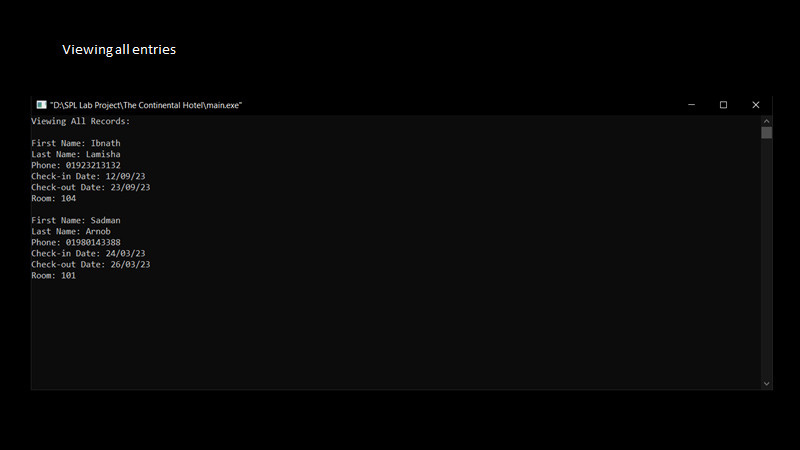 Viewing all entries
"D:\SPL Lab Project\The Continental Hotel\main.exe"
Viewing All Records:
First Name: Ibnath
Last Name: Lamisha
Phone: 01923213132
Check-in Date: 12/09/23
Check-out Date: 23/09/23
Room: 104
First Name: Sadman
Last Name: Arnob
Phone: 01980143388
Check-in Date: 24/03/23
Check-out Date: 26/03/23
Room: 101